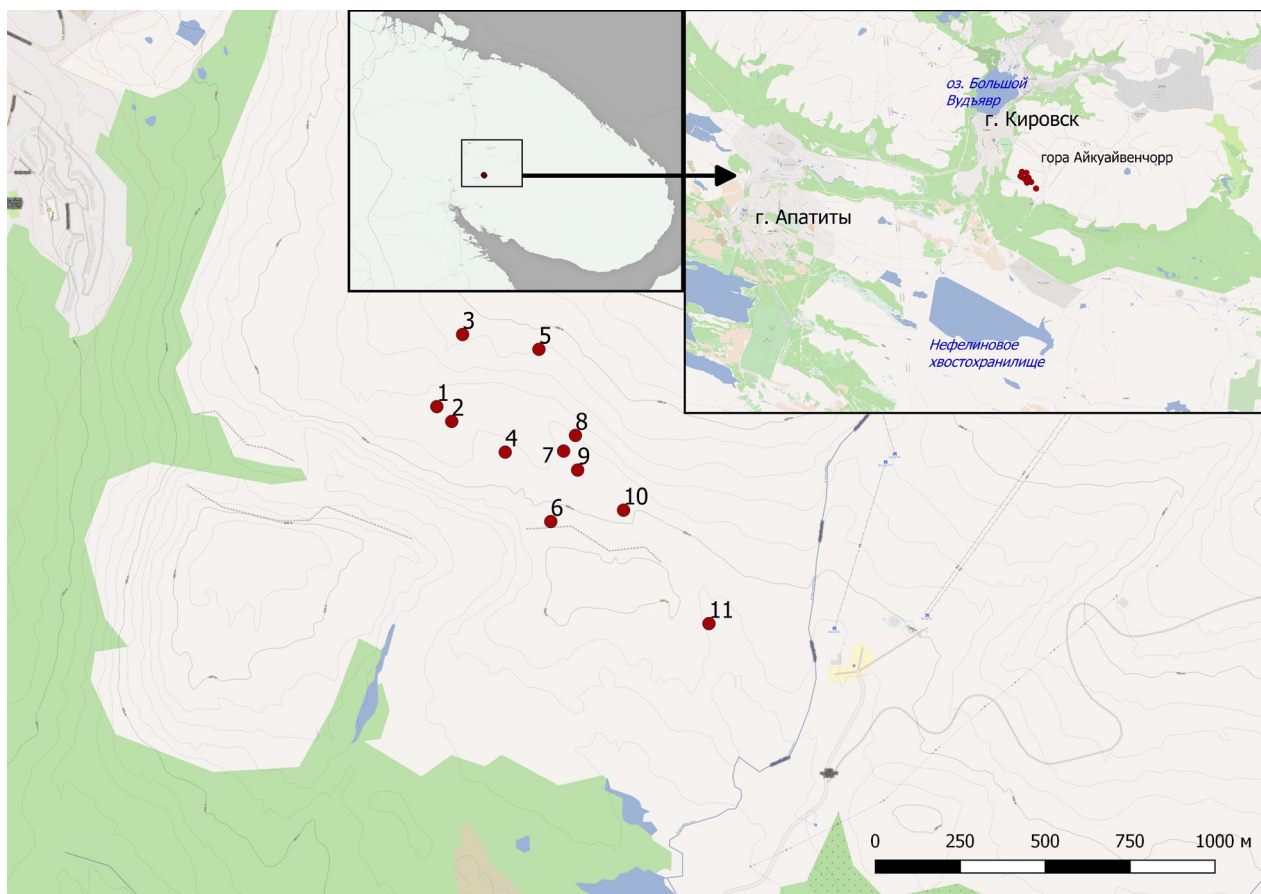 оз. Большой
Вудъявр
г. Кировск
гора Айкуайвенчорр
г. Апатиты
Нефелиновое
хвостохранилище
3
5
1
2
8
4
7
9
10
6
11
0 250 500 750 1000 м